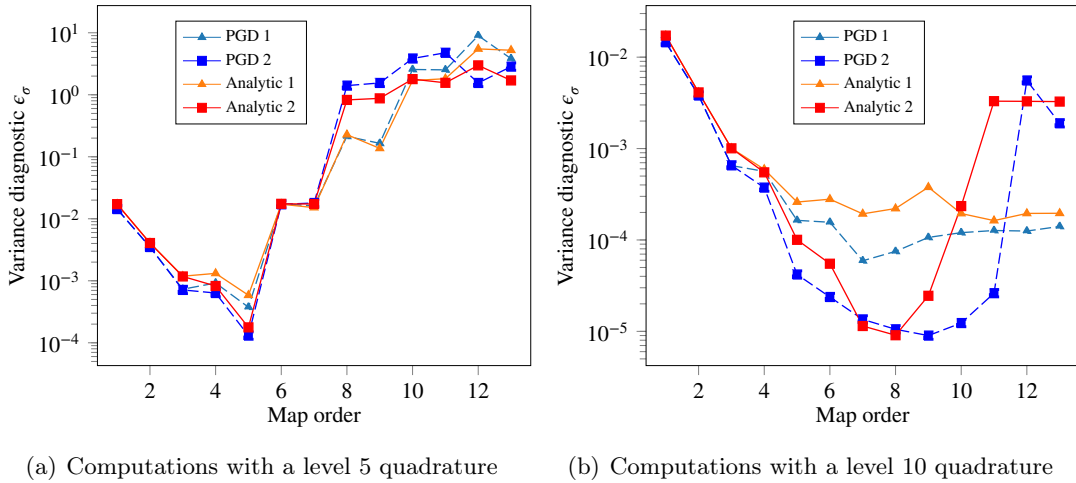 10^1
10^0
10^-1
10^-2
10^-3
10^-4
Variance diagnostic ϵ_σ
PGD 1
PGD 2
Analytic 1
Analytic 2
2 4 6 8 10 12
Map order
(a) Computations with a level 5 quadrature
10^-2
10^-3
10^-4
10^-5
Variance diagnostic ϵ_σ
PGD 1
PGD 2
Analytic 1
Analytic 2
2 4 6 8 10 12
Map order
(b) Computations with a level 10 quadrature